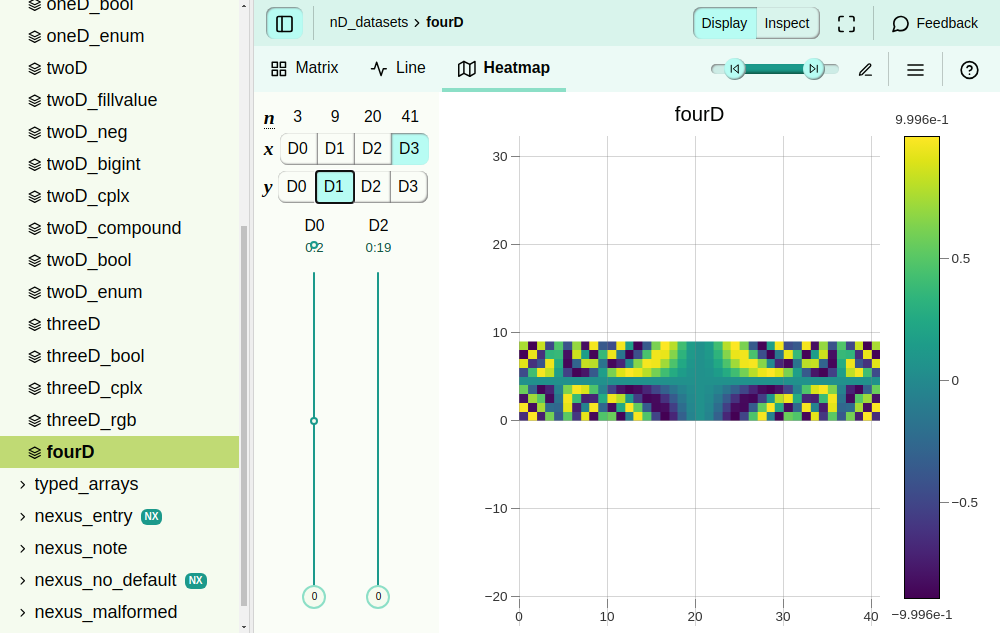 oneD_bool
oneD_enum
twoD
twoD_fillvalue
twoD_neg
twoD_bigint
twoD_cplx
twoD_compound
twoD_bool
twoD_enum
threeD
threeD_bool
threeD_cplx
threeD_rgb
fourD
typed_arrays
nexus_entry NX
nexus_note
nexus_no_default NX
nexus_malformed
nD_datasets › fourD
Display Inspect
Feedback
Matrix Line Heatmap
n 3 9 20 41
x D0 D1 D2 D3
y D0 D1 D2 D3
D0 D2
0:2 0:19
0 0
fourD
30
20
10
0
−10
−20
0 10 20 30 40
9.996e-1
0.5
0
−0.5
−9.996e-1